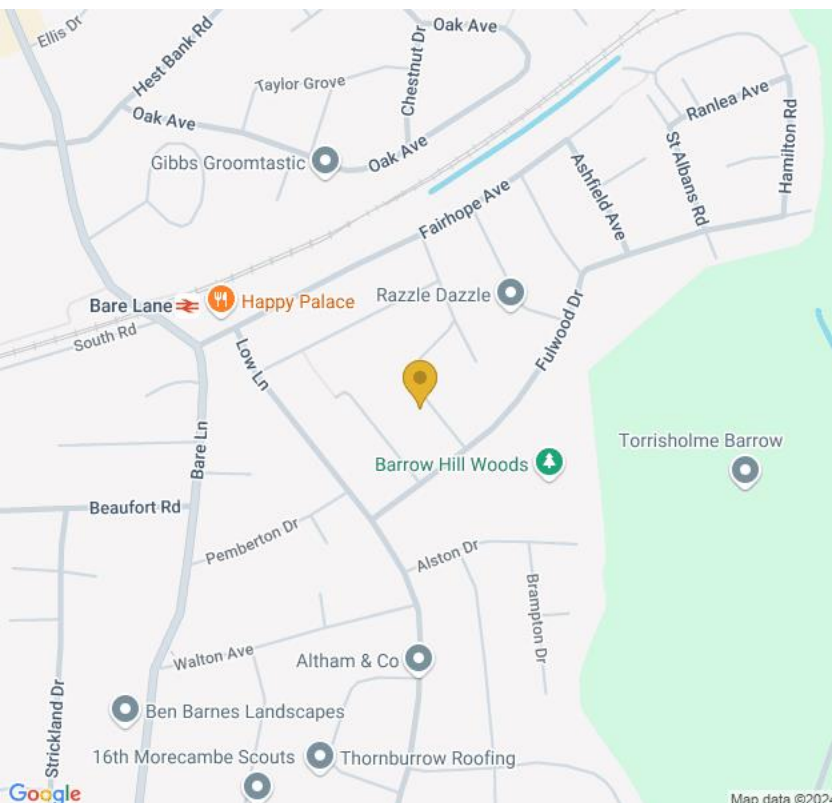 Ellis Dr
Hest Bank Rd
Oak Ave
Chestnut Dr
Taylor Grove
Oak Ave
Ranlea Ave
Gibbs Groomtastic
Oak Ave
Ashfield Ave
St Albans Rd
Hamilton Rd
Fairhope Ave
Bare Lane
Happy Palace
Razzle Dazzle
South Rd
Low Ln
Fulwood Dr
Bare Ln
Barrow Hill Woods
Torrisholme Barrow
Beaufort Rd
Pemberton Dr
Alston Dr
Brampton Dr
Walton Ave
Altham & Co
Strickland Dr
Ben Barnes Landscapes
16th Morecambe Scouts
Thornburrow Roofing
Google
Map data ©2024